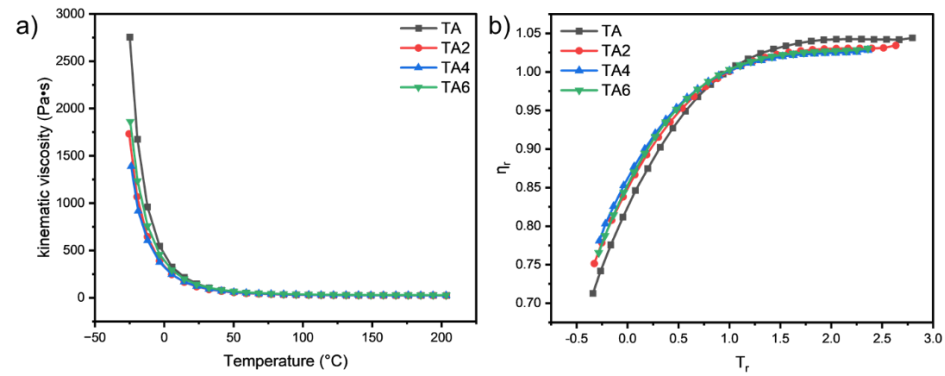 a)
kinematic viscosity (Pa•s)
3000
2500
2000
1500
1000
500
0
−50
0
50
100
150
200
Temperature (°C)
TA
TA2
TA4
TA6
b)
ηr
1.05
1.00
0.95
0.90
0.85
0.80
0.75
0.70
-0.5
0.0
0.5
1.0
1.5
2.0
2.5
3.0
Tr
TA
TA2
TA4
TA6